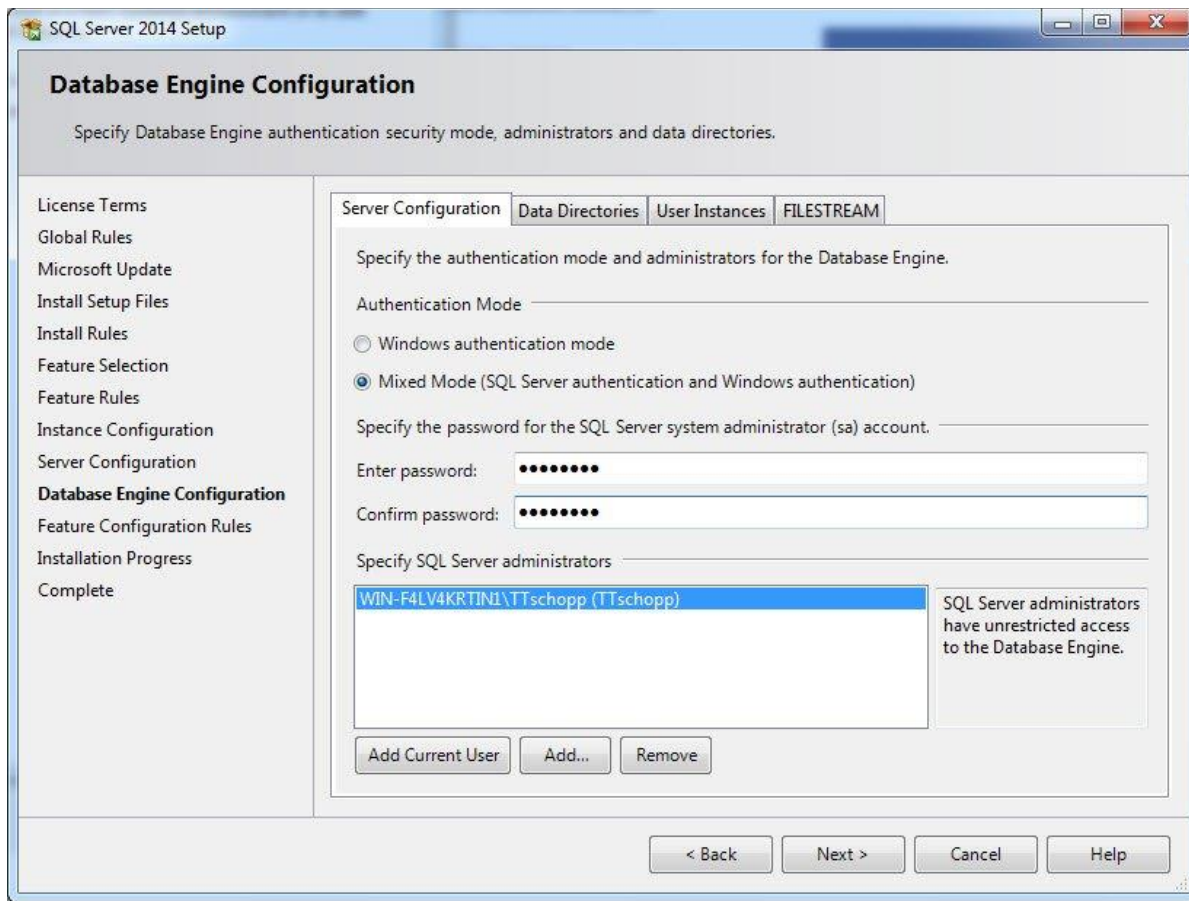 SQL Server 2014 Setup
Database Engine Configuration
Specify Database Engine authentication security mode, administrators and data directories.
License Terms
Global Rules
Microsoft Update
Install Setup Files
Install Rules
Feature Selection
Feature Rules
Instance Configuration
Server Configuration
Database Engine Configuration
Feature Configuration Rules
Installation Progress
Complete
Server Configuration Data Directories User Instances FILESTREAM
Specify the authentication mode and administrators for the Database Engine.
Authentication Mode
Windows authentication mode
Mixed Mode (SQL Server authentication and Windows authentication)
Specify the password for the SQL Server system administrator (sa) account.
Enter password: ●●●●●●●●
Confirm password: ●●●●●●●●
Specify SQL Server administrators
WIN-F4LV4KRTIN1\TTschopp (TTschopp)
SQL Server administrators
have unrestricted access
to the Database Engine.
Add Current User Add... Remove
< Back Next > Cancel Help